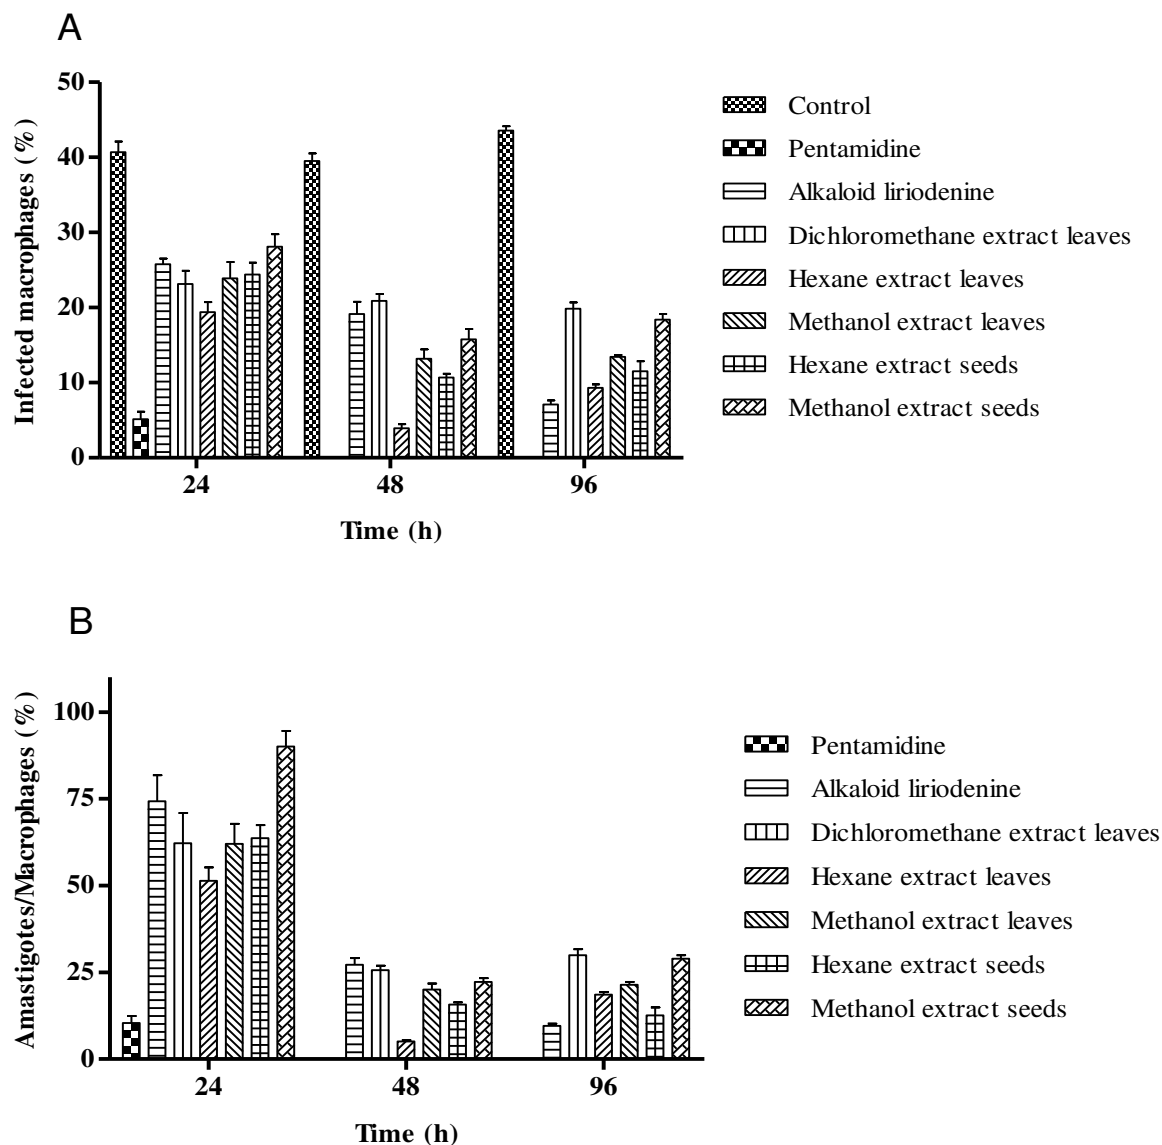 A
Infected macrophages (%)
50
40
30
20
10
0
24
48
96
Time (h)
Control
Pentamidine
Alkaloid liriodenine
Dichloromethane extract leaves
Hexane extract leaves
Methanol extract leaves
Hexane extract seeds
Methanol extract seeds
B
Amastigotes/Macrophages (%)
100
75
50
25
0
24
48
96
Time (h)
Pentamidine
Alkaloid liriodenine
Dichloromethane extract leaves
Hexane extract leaves
Methanol extract leaves
Hexane extract seeds
Methanol extract seeds